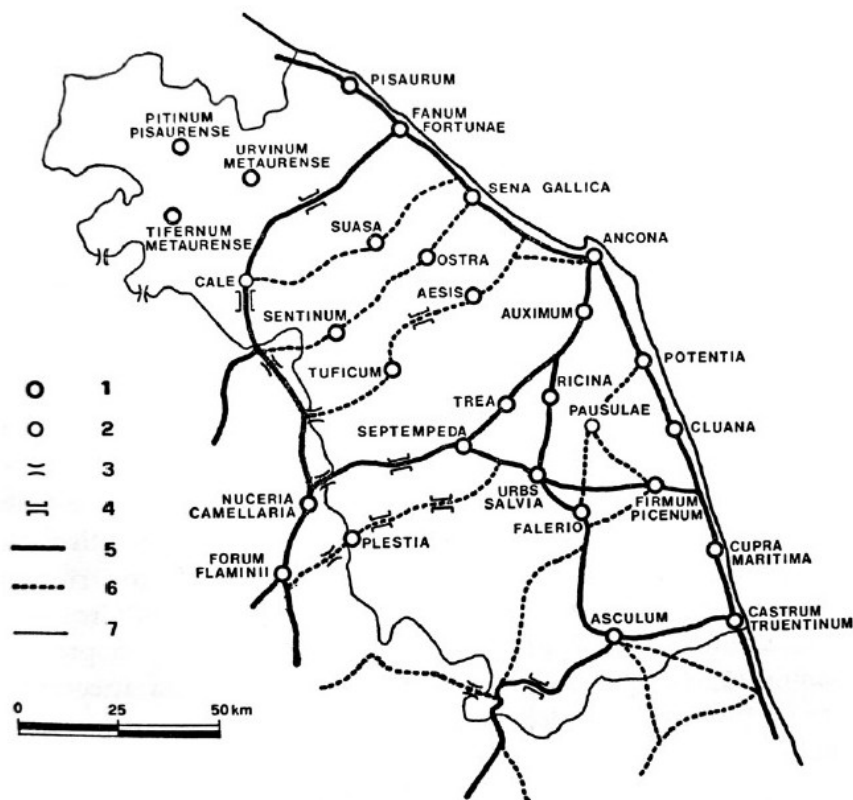 PISAURUM
FANUM
FORTUNAE
PITINUM
PISAURENSE
URVINUM
METAURENSE
SENA GALLICA
TIFERNUM
METAURENSE
SUASA
OSTRA
ANCONA
CALE
AESIS
AUXIMUM
SENTINUM
POTENTIA
TUFICUM
RICINA
TREA
PAUSULAE
CLUANA
SEPTEMPEDA
NUCERIA
CAMELLARIA
URBS
SALVIA
FIRMUM
PICENUM
FALERIO
PLESTIA
FORUM
FLAMINII
CUPRA
MARITIMA
ASCULUM
CASTRUM
TRUENTINUM
1
2
3
4
5
6
7
0 25 50 km